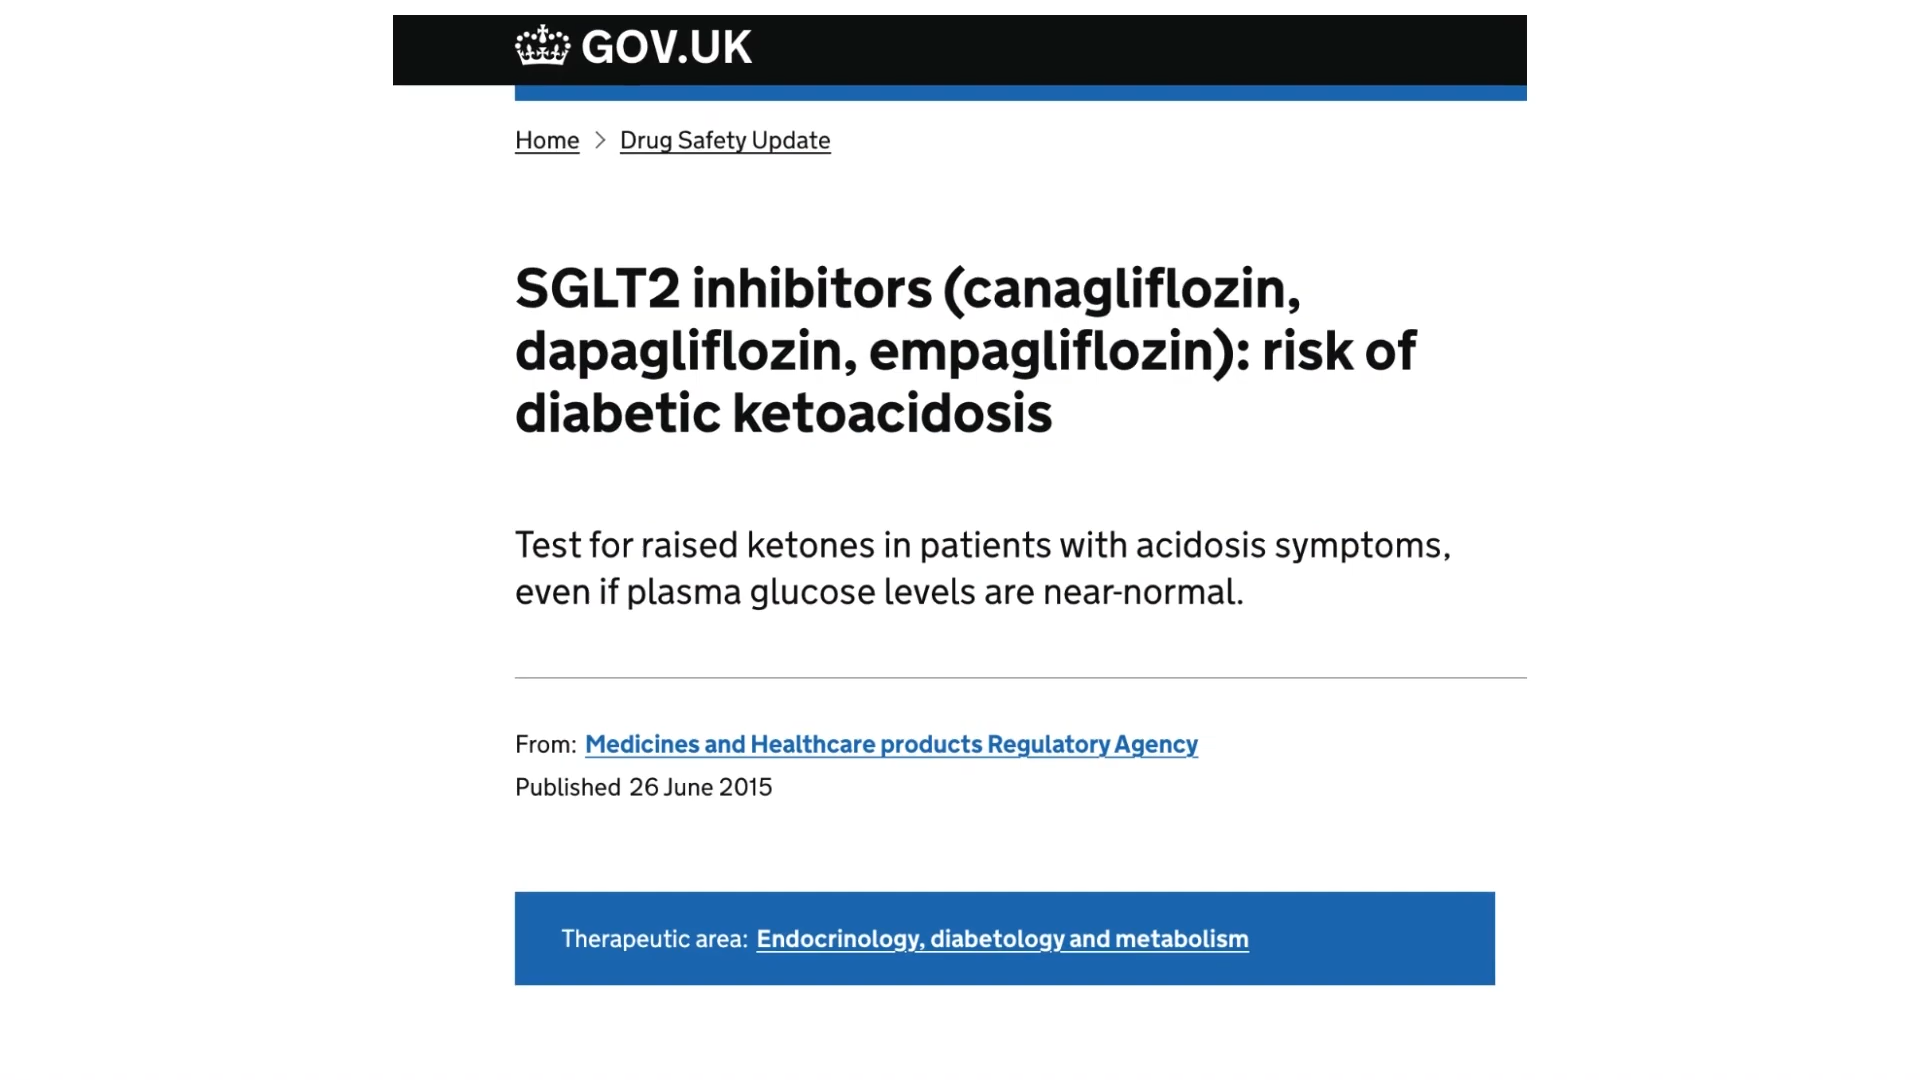 GOV.UK
Home > Drug Safety Update
SGLT2 inhibitors (canagliflozin,
dapagliflozin, empagliflozin): risk of
diabetic ketoacidosis
Test for raised ketones in patients with acidosis symptoms,
even if plasma glucose levels are near-normal.
From: Medicines and Healthcare products Regulatory Agency
Published 26 June 2015
Therapeutic area: Endocrinology, diabetology and metabolism